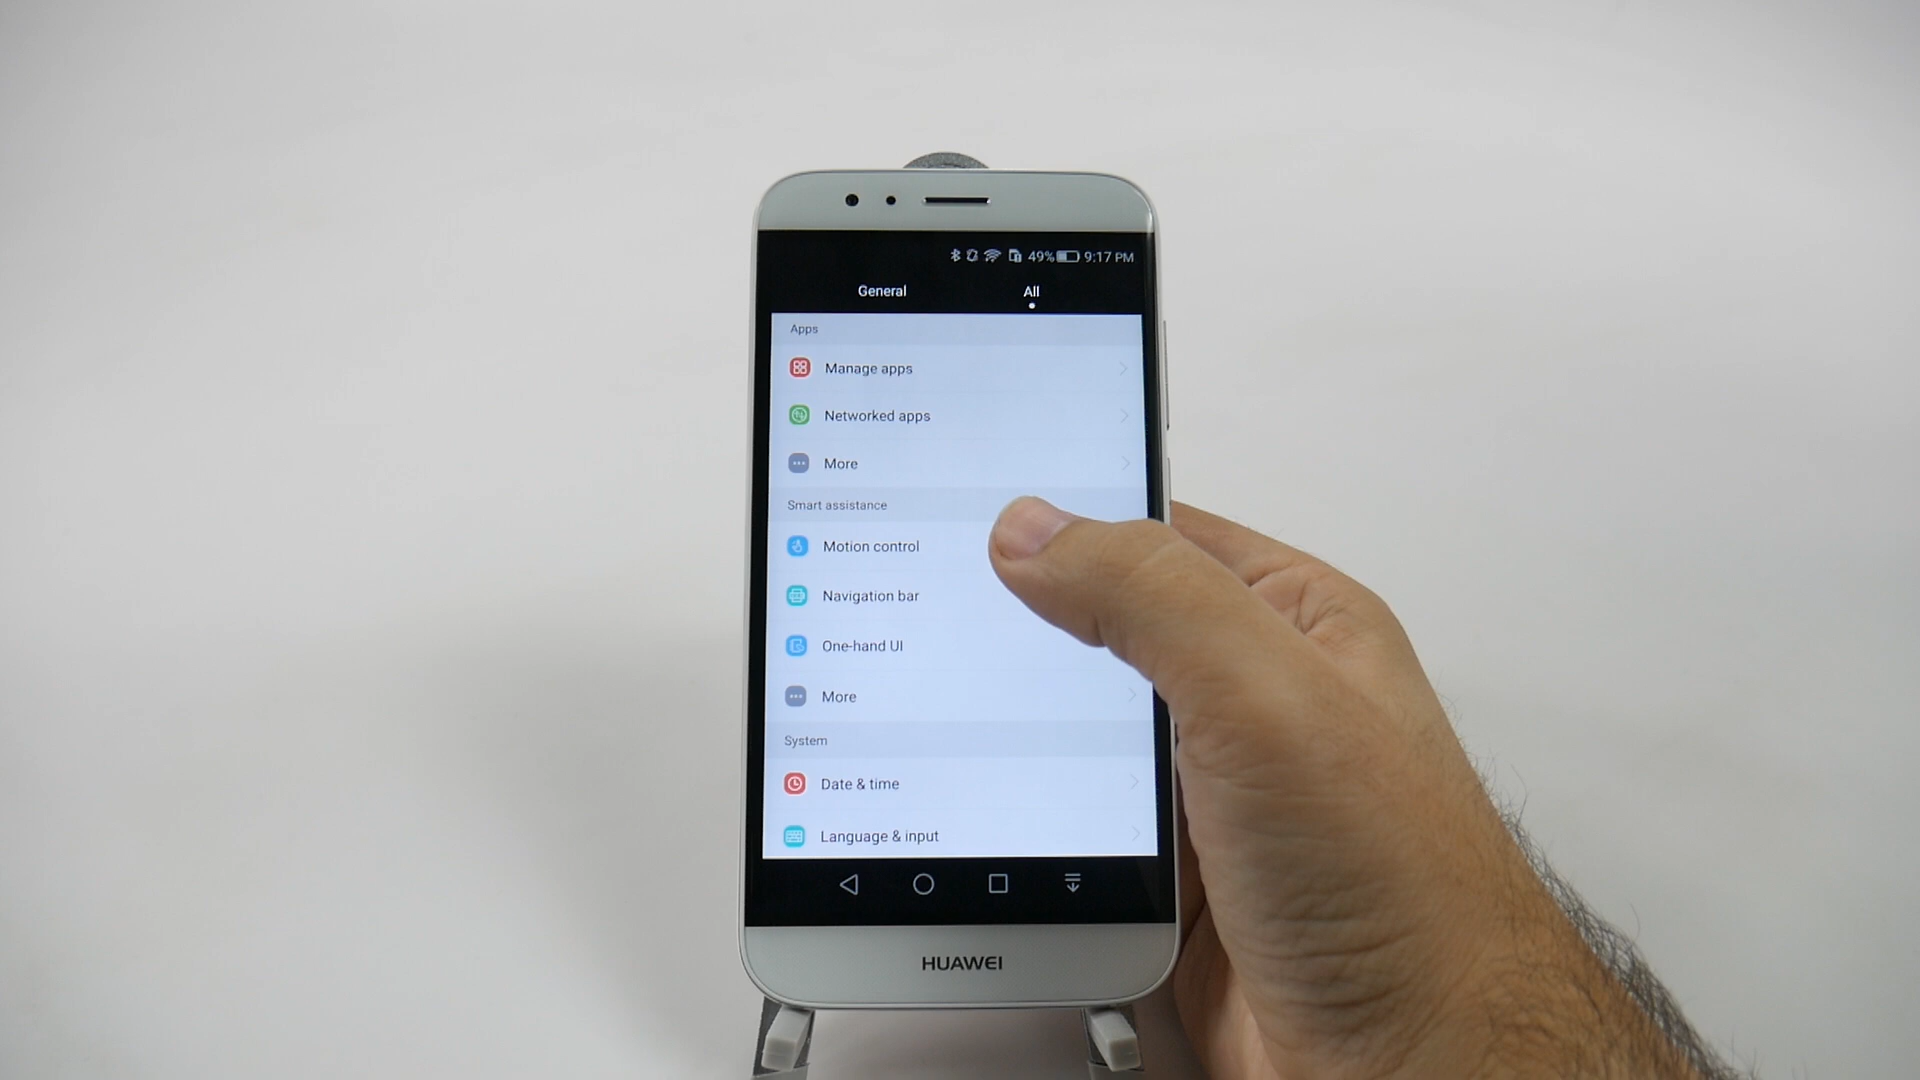 49% 9:17 PM
General All
Apps
Manage apps
Networked apps
More
Smart assistance
Motion control
Navigation bar
One-hand UI
More
System
Date & time
Language & input
HUAWEI